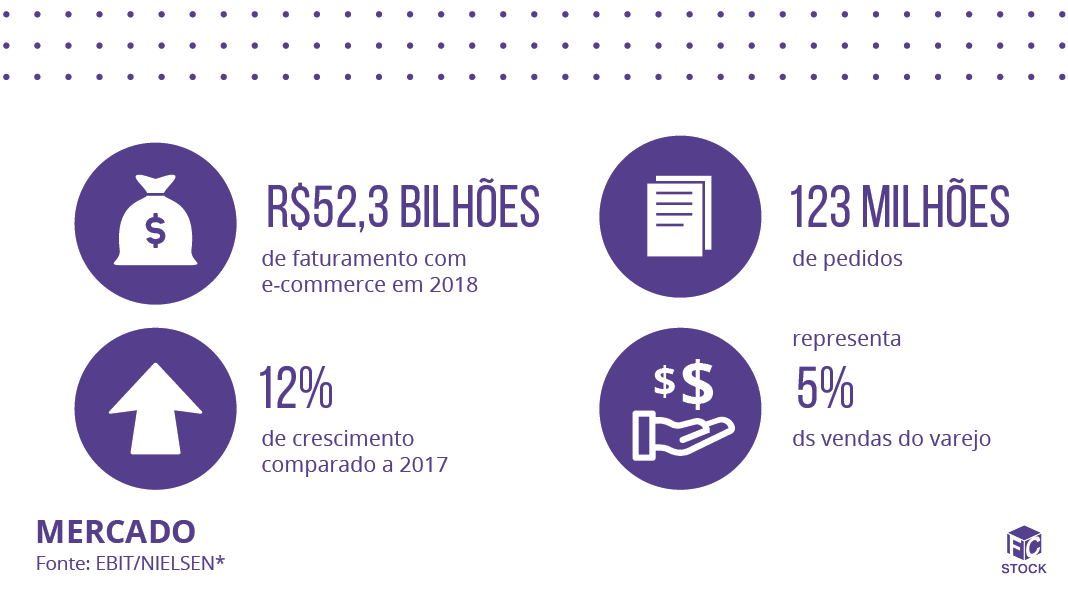 R$52,3 BILHÕES
de faturamento com
e-commerce em 2018
123 MILHÕES
de pedidos
12%
de crescimento
comparado a 2017
representa
5%
ds vendas do varejo
$
$ $
MERCADO
Fonte: EBIT/NIELSEN*
FC
STOCK